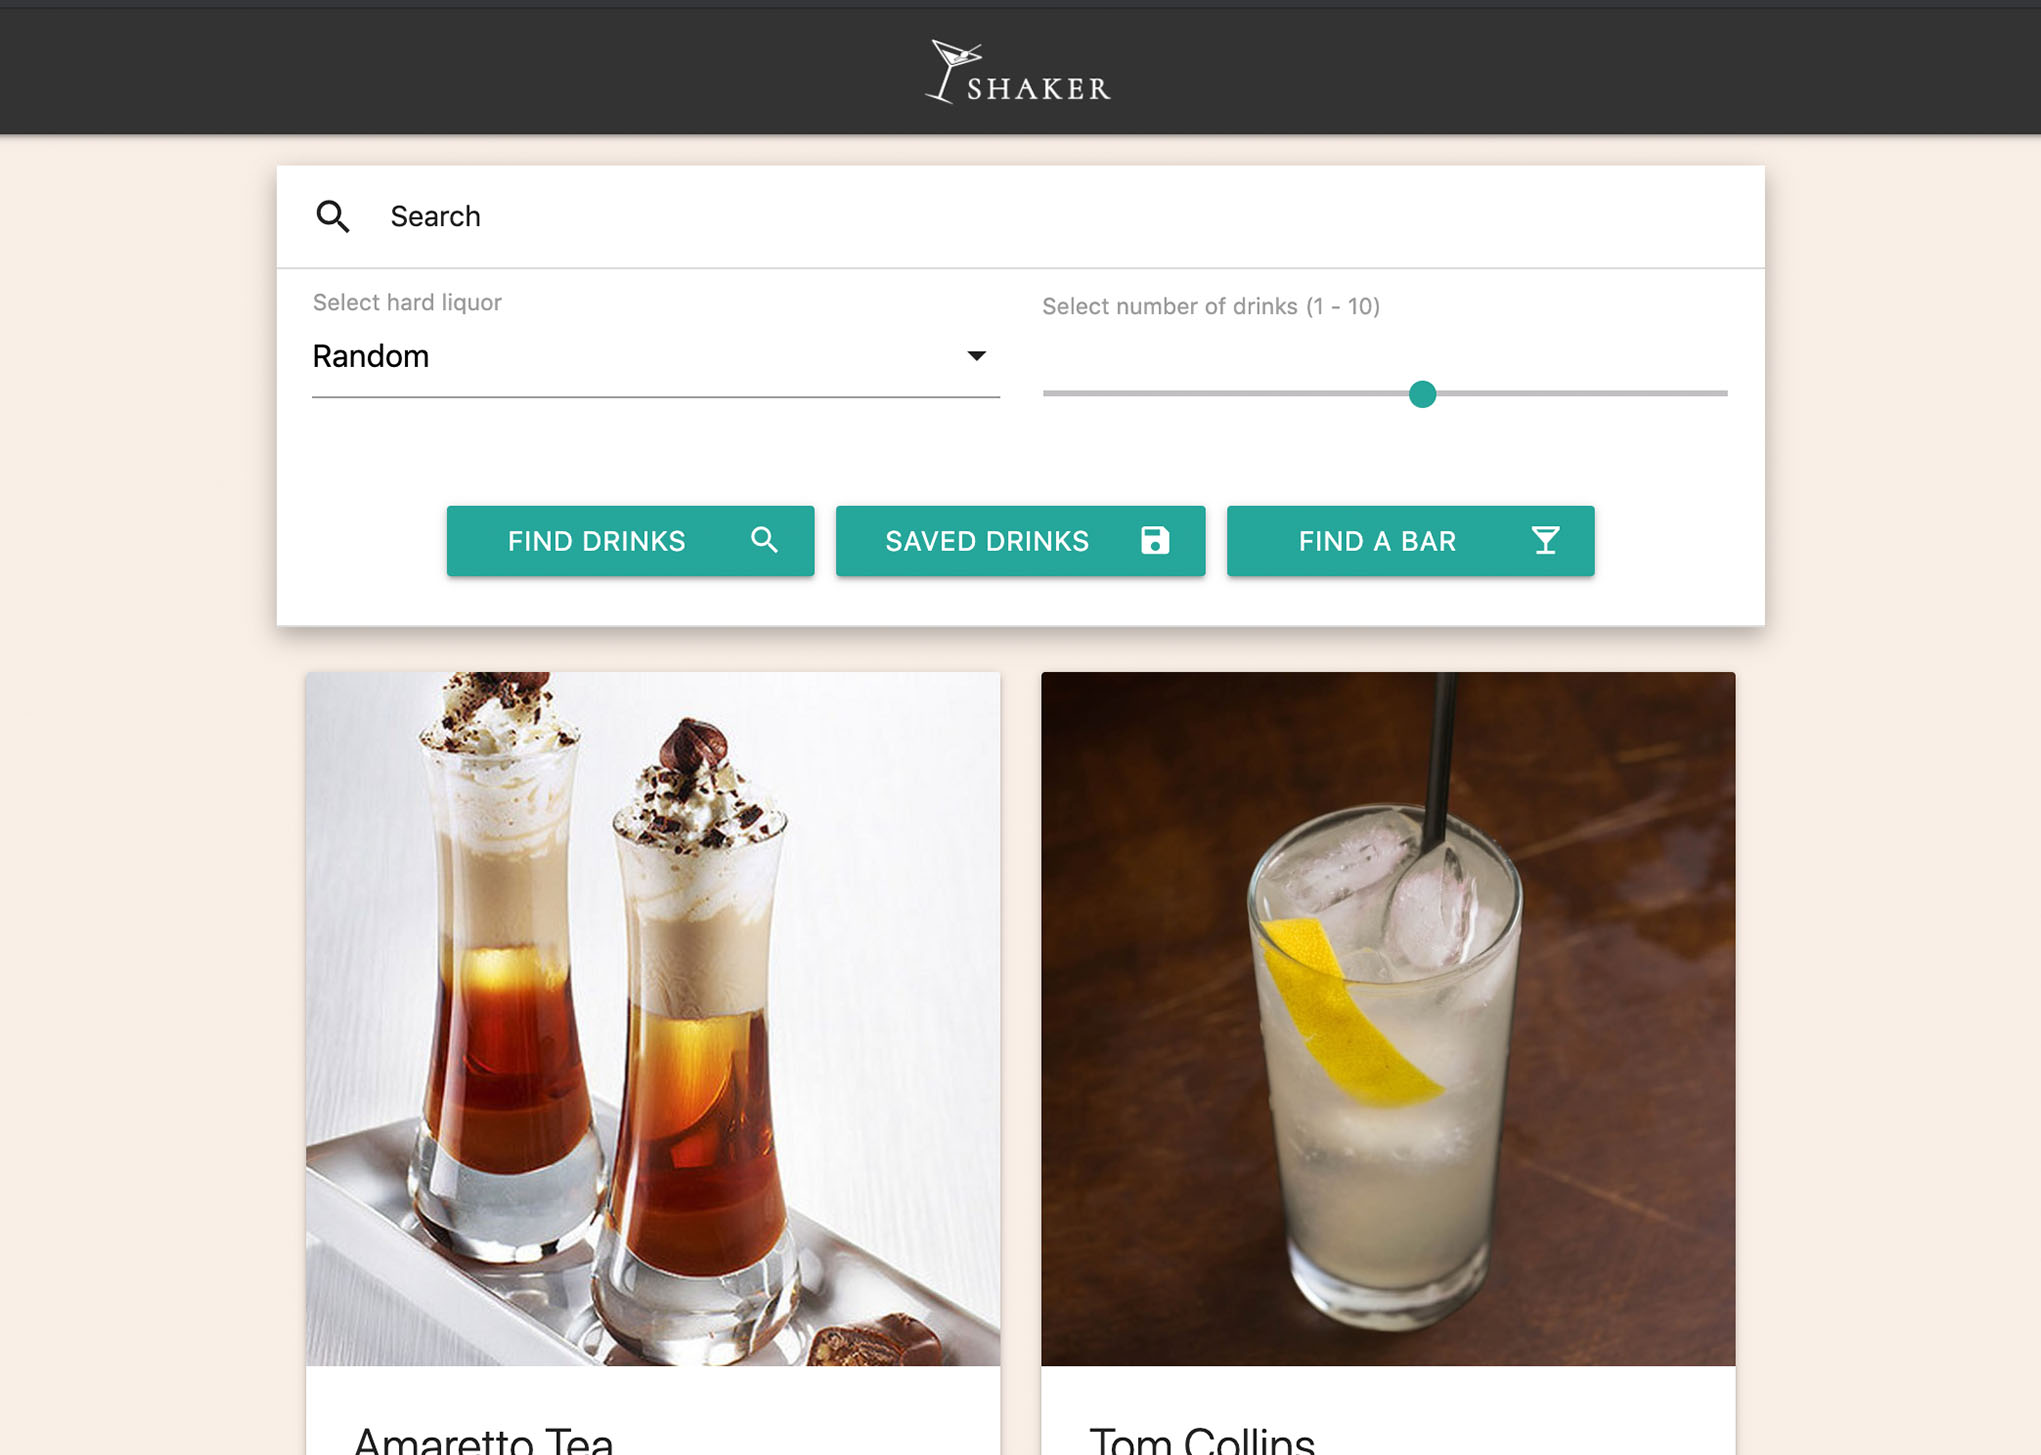 SHAKER
Search
Select hard liquor
Random
Select number of drinks (1 - 10)
FIND DRINKS
SAVED DRINKS
FIND A BAR
Amaretto Tea
Tom Collins